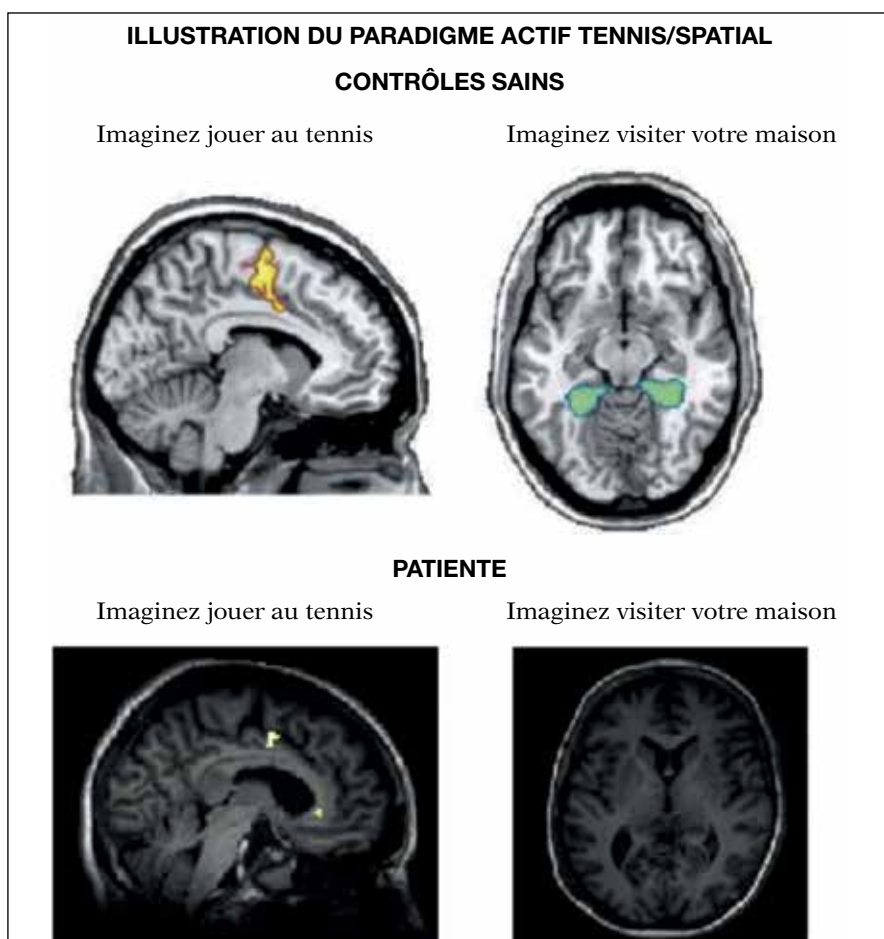 ILLUSTRATION DU PARADIGME ACTIF TENNIS/SPATIAL
CONTRÔLES SAINS
Imaginez jouer au tennis
Imaginez visiter votre maison
PATIENTE
Imaginez jouer au tennis
Imaginez visiter votre maison